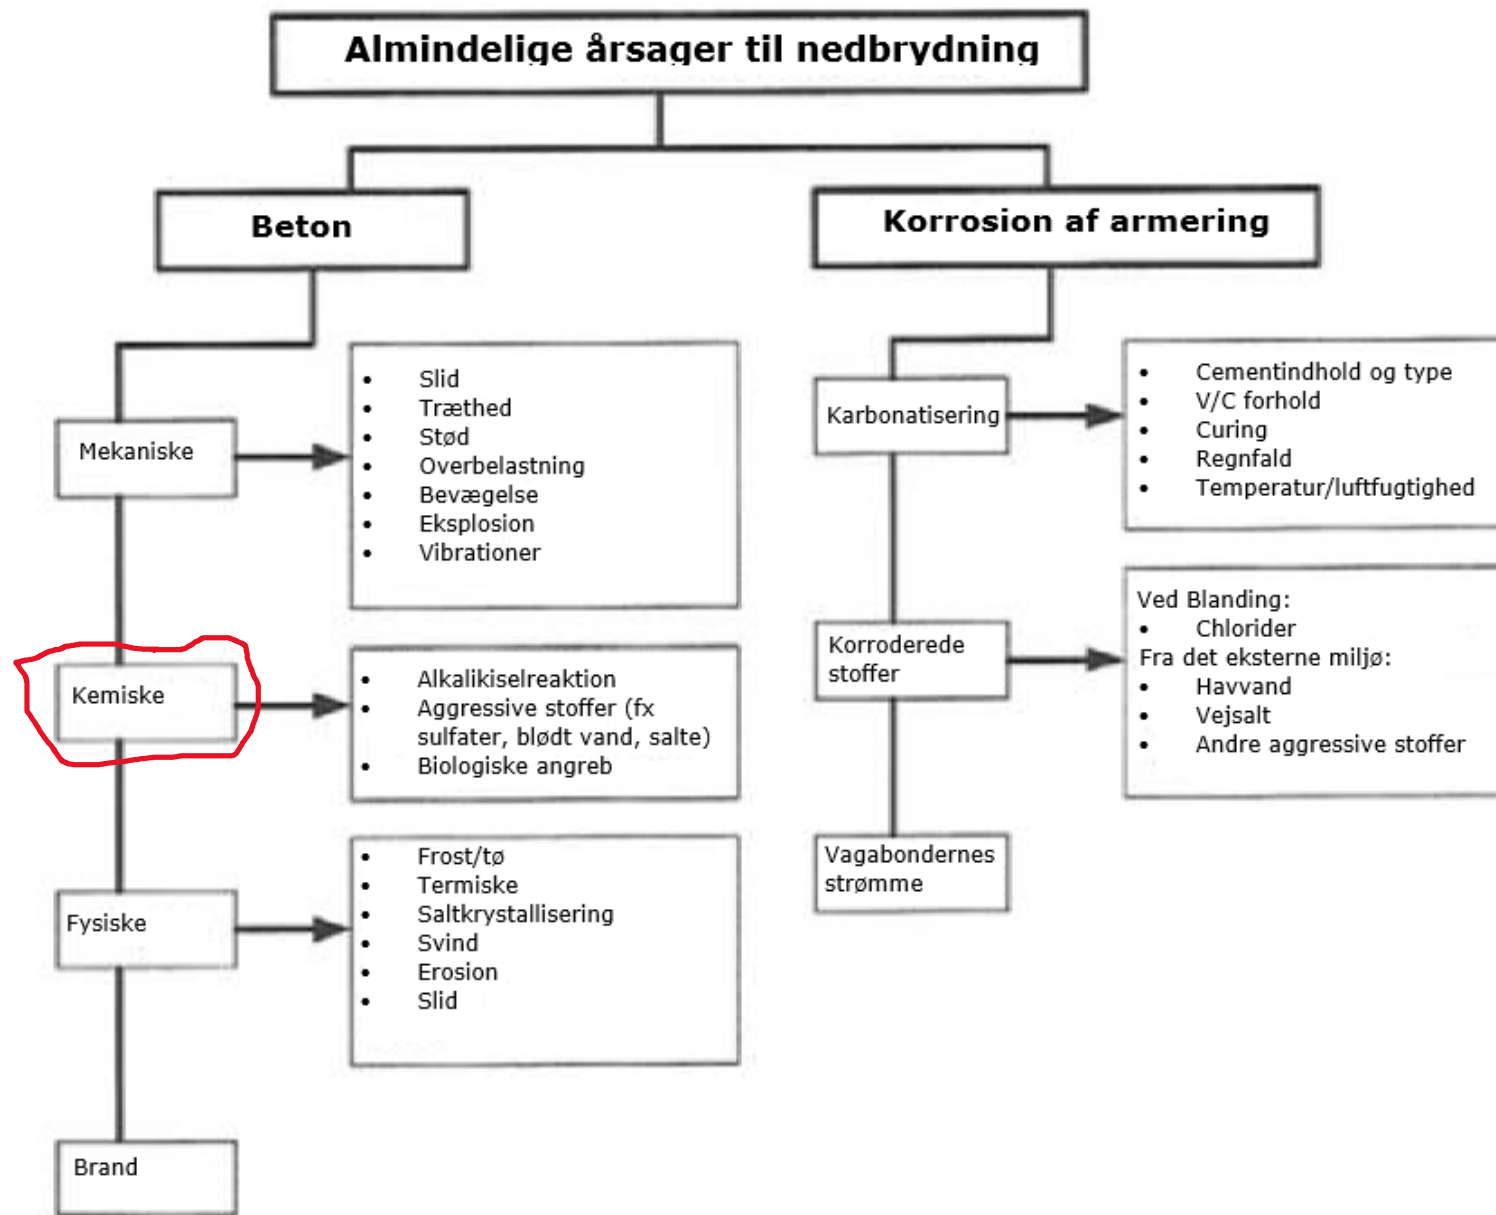 Almindelige årsager til nedbrydning
Beton
Mekaniske
• Slid
• Træthed
• Stød
• Overbelastning
• Bevægelse
• Eksplosion
• Vibrationer
Kemiske
• Alkalikiselreaktion
• Aggressive stoffer (fx
sulfater, blødt vand, salte)
• Biologiske angreb
Fysiske
• Frost/tø
• Termiske
• Saltkrystallisering
• Svind
• Erosion
• Slid
Brand
Korrosion af armering
Karbonatisering
• Cementindhold og type
• V/C forhold
• Curing
• Regnfald
• Temperatur/luftfugtighed
Korroderede
stoffer
Ved Blanding:
• Chlorider
Fra det eksterne miljø:
• Havvand
• Vejsalt
• Andre aggressive stoffer
Vagabondernes
strømme